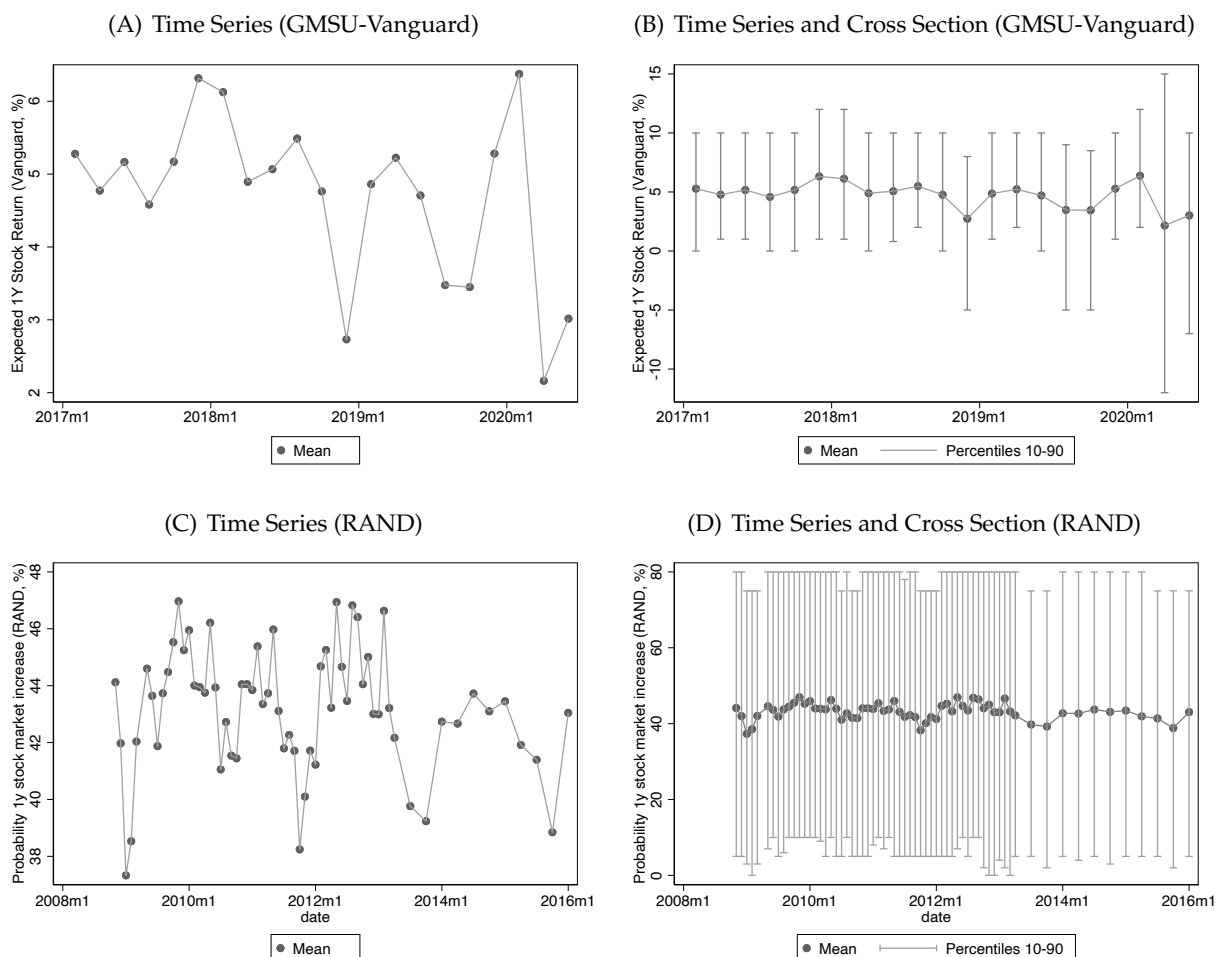 (A) Time Series (GMSU-Vanguard)
Expected 1Y Stock Return (Vanguard, %)
6
5
4
3
2
2017m1 2018m1 2019m1 2020m1
Mean
(B) Time Series and Cross Section (GMSU-Vanguard)
Expected 1Y Stock Return (Vanguard, %)
15
10
5
0
-5
-10
2017m1 2018m1 2019m1 2020m1
Mean Percentiles 10-90
(C) Time Series (RAND)
Probability 1y stock market increase (RAND, %)
48
46
44
42
40
38
2008m1 2010m1 2012m1 2014m1 2016m1
date
Mean
(D) Time Series and Cross Section (RAND)
Probability 1y stock market increase (RAND, %)
80
60
40
20
0
2008m1 2010m1 2012m1 2014m1 2016m1
date
Mean Percentiles 10-90